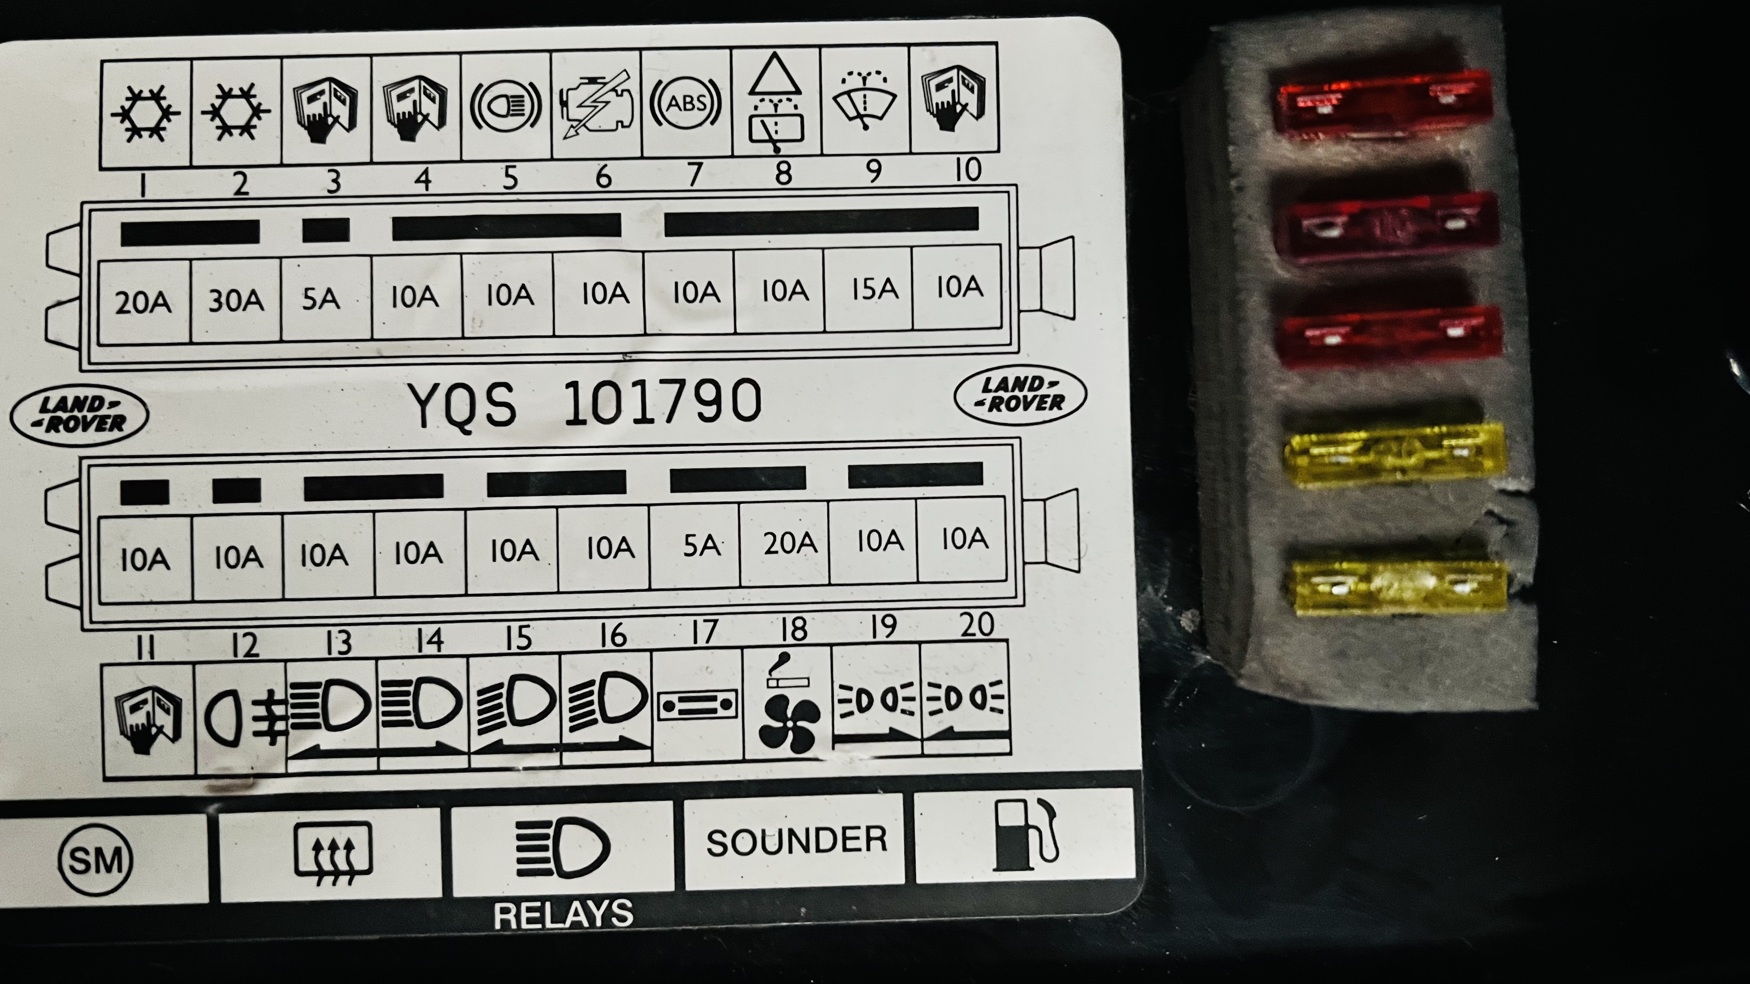 ABS
1 2 3 4 5 6 7 8 9 10
20A 30A 5A 10A 10A 10A 10A 10A 15A 10A
LAND-
-ROVER
YQS 101790
LAND-
-ROVER
10A 10A 10A 10A 10A 10A 5A 20A 10A 10A
11 12 13 14 15 16 17 18 19 20
SM
SOUNDER
RELAYS